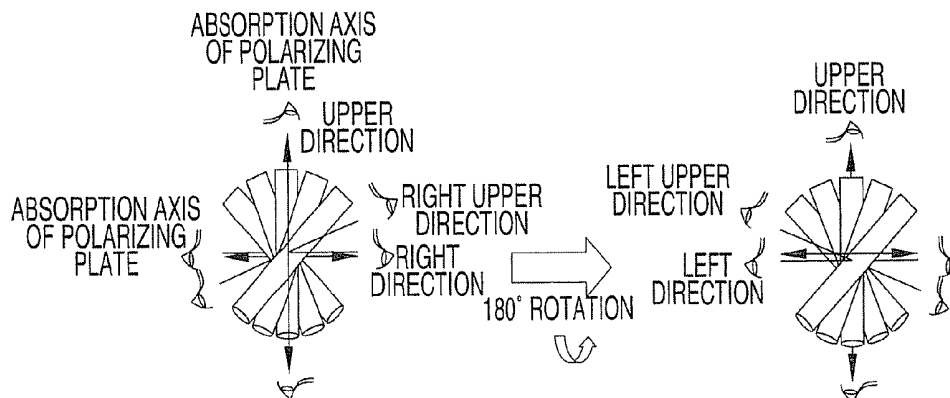 ABSORPTION AXIS
OF POLARIZING
PLATE
UPPER
DIRECTION
ABSORPTION AXIS
OF POLARIZING
PLATE
RIGHT UPPER
DIRECTION
RIGHT
DIRECTION
180° ROTATION
UPPER
DIRECTION
LEFT UPPER
DIRECTION
LEFT
DIRECTION